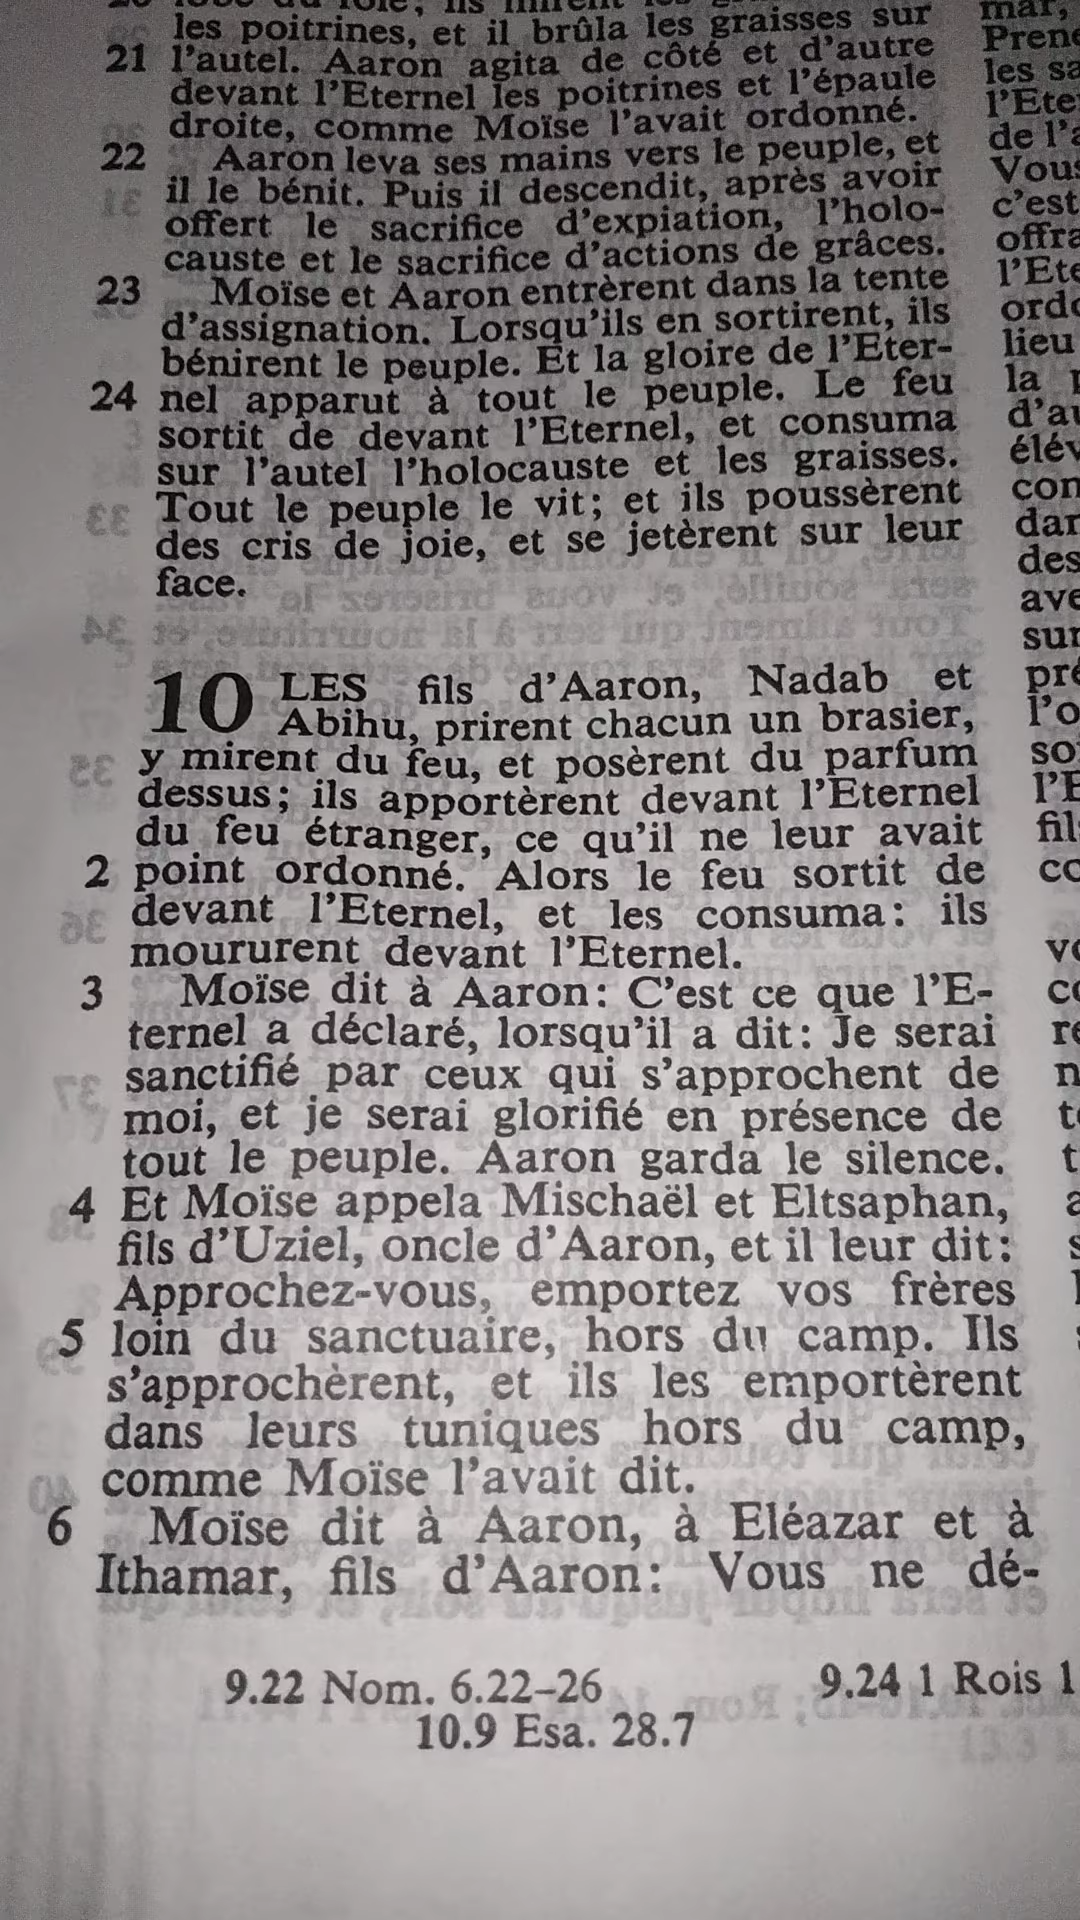 les poitrines, et il brûla les graisses sur
21 l'autel. Aaron agita de côté et d'autre
devant l'Eternel les poitrines et l'épaule
droite, comme Moïse l'avait ordonné.
22 Aaron leva ses mains vers le peuple, et
il le bénit. Puis il descendit, après avoir
offert le sacrifice d'expiation, l'holo-
causte et le sacrifice d'actions de grâces.
23 Moïse et Aaron entrèrent dans la tente
d'assignation. Lorsqu'ils en sortirent, ils
bénirent le peuple. Et la gloire de l'Eter-
24 nel apparut à tout le peuple. Le feu
sortit de devant l'Eternel, et consuma
sur l'autel l'holocauste et les graisses.
Tout le peuple le vit; et ils poussèrent
des cris de joie, et se jetèrent sur leur
face.
10 LES fils d'Aaron, Nadab et
Abihu, prirent chacun un brasier,
y mirent du feu, et posèrent du parfum
dessus; ils apportèrent devant l'Eternel
du feu étranger, ce qu'il ne leur avait
2 point ordonné. Alors le feu sortit de
devant l'Eternel, et les consuma: ils
moururent devant l'Eternel.
3 Moïse dit à Aaron: C'est ce que l'E-
ternel a déclaré, lorsqu'il a dit: Je serai
sanctifié par ceux qui s'approchent de
moi, et je serai glorifié en présence de
tout le peuple. Aaron garda le silence.
4 Et Moïse appela Mischaël et Eltsaphan,
fils d'Uziel, oncle d'Aaron, et il leur dit:
Approchez-vous, emportez vos frères
5 loin du sanctuaire, hors du camp. Ils
s'approchèrent, et ils les emportèrent
dans leurs tuniques hors du camp,
comme Moïse l'avait dit.
6 Moïse dit à Aaron, à Eléazar et à
Ithamar, fils d'Aaron: Vous ne dé-
9.22 Nom. 6.22–26
9.24 1 Rois 1
10.9 Esa. 28.7
mar,
les
de
Vous
c'est
lieu
la